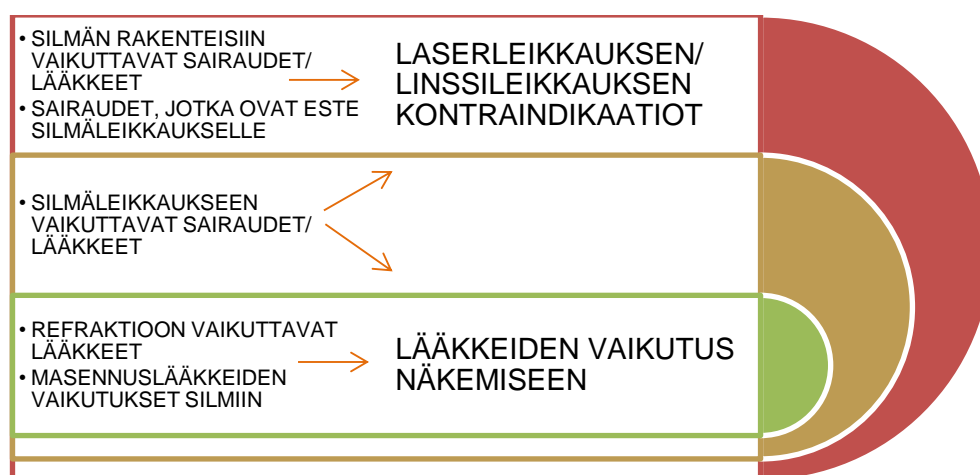 • SILMÄN RAKENTEISIIN
VAIKUTTAVAT SAIRAUDET/
LÄÄKKEET
• SAIRAUDET, JOTKA OVAT ESTE
SILMÄLEIKKAUKSELLE
LASERLEIKKAUKSEN/
LINSSILEIKKAUKSEN
KONTRAINDIKAATIOT
• SILMÄLEIKKAUKSEEN
VAIKUTTAVAT SAIRAUDET/
LÄÄKKEET
• REFRAKTIOON VAIKUTTAVAT
LÄÄKKEET
• MASENNUSLÄÄKKEIDEN
VAIKUTUKSET SILMIIN
LÄÄKKEIDEN VAIKUTUS
NÄKEMISEEN